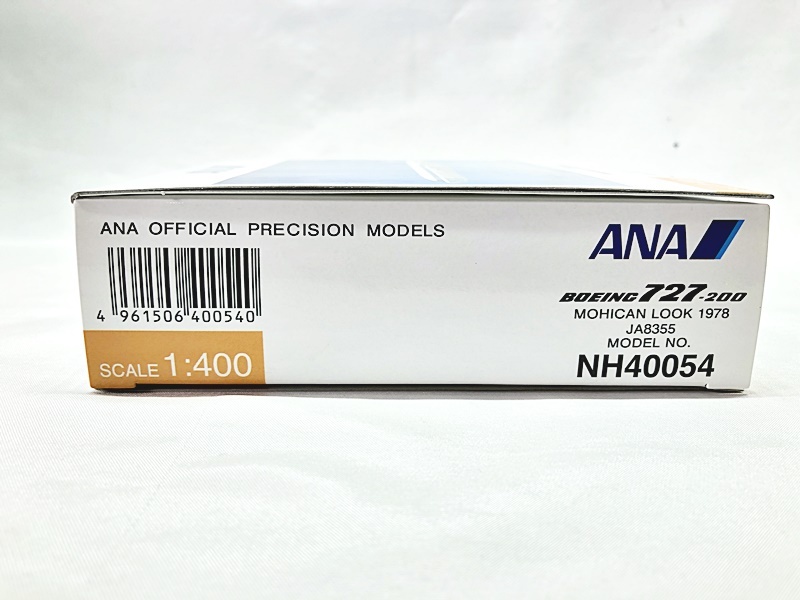 ANA OFFICIAL PRECISION MODELS
4 961506 400540
SCALE 1:400
ANA
BOEING 727-200
MOHICAN LOOK 1978
JA8355
MODEL NO.
NH40054